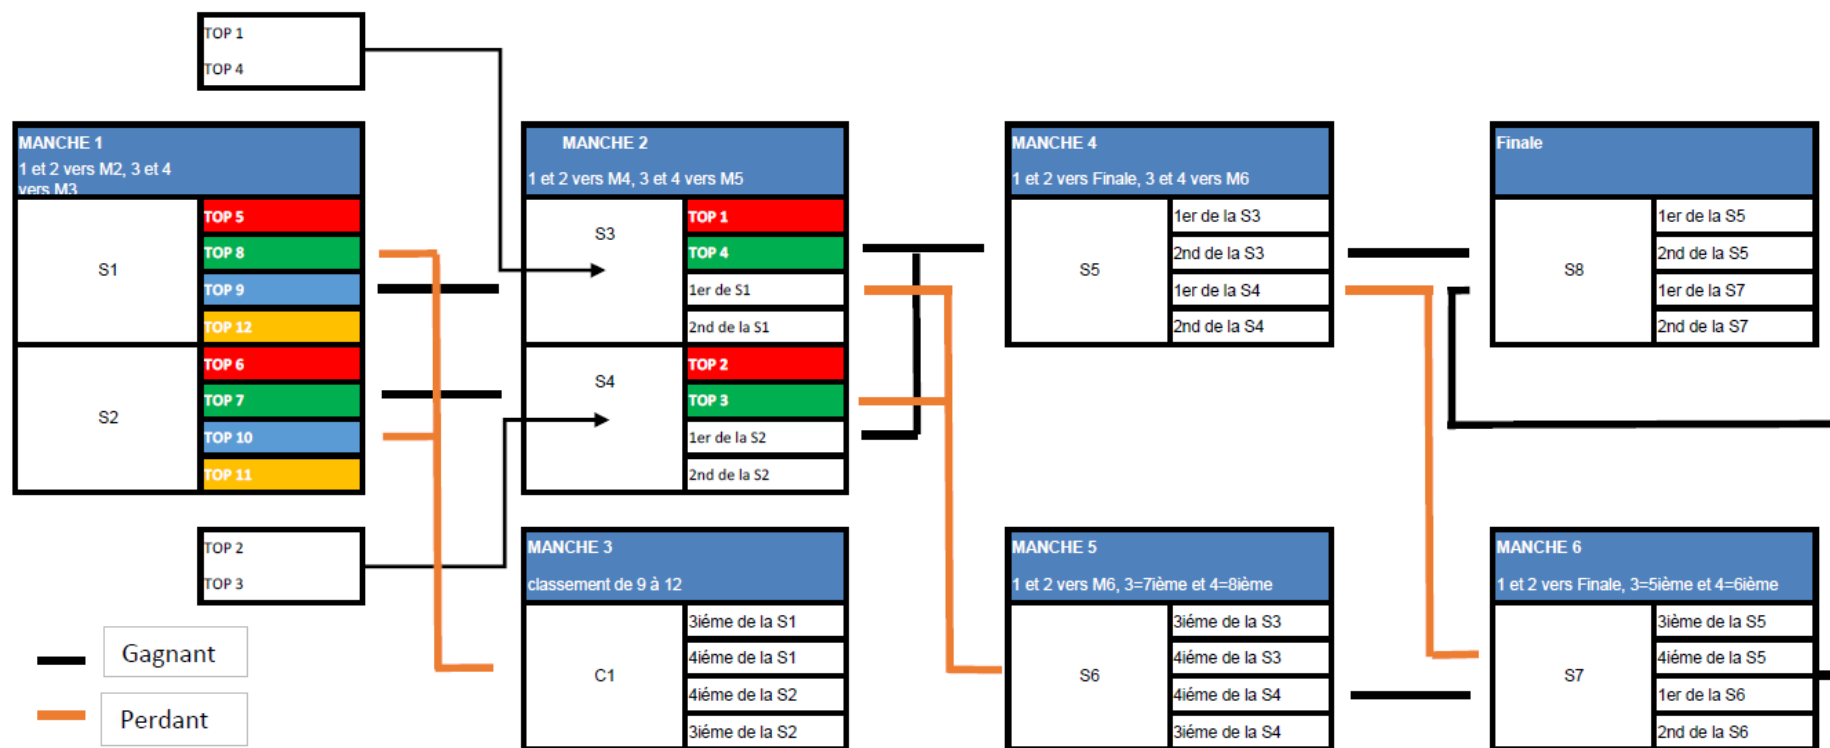 TOP 1
TOP 4
MANCHE 1
1 et 2 vers M2, 3 et 4
vers M3
S1
TOP 5
TOP 8
TOP 9
TOP 12
S2
TOP 6
TOP 7
TOP 10
TOP 11
TOP 2
TOP 3
Gagnant
Perdant
MANCHE 2
1 et 2 vers M4, 3 et 4 vers M5
S3
TOP 1
TOP 4
1er de S1
2nd de la S1
S4
TOP 2
TOP 3
1er de la S2
2nd de la S2
MANCHE 3
classement de 9 à 12
C1
3iéme de la S1
4iéme de la S1
4iéme de la S2
3iéme de la S2
MANCHE 4
1 et 2 vers Finale, 3 et 4 vers M6
S5
1er de la S3
2nd de la S3
1er de la S4
2nd de la S4
MANCHE 5
1 et 2 vers M6, 3=7ième et 4=8ième
S6
3iéme de la S3
4iéme de la S3
4iéme de la S4
3iéme de la S4
Finale
S8
1er de la S5
2nd de la S5
1er de la S7
2nd de la S7
MANCHE 6
1 et 2 vers Finale, 3=5ième et 4=6ième
S7
3ième de la S5
4iéme de la S5
1er de la S6
2nd de la S6